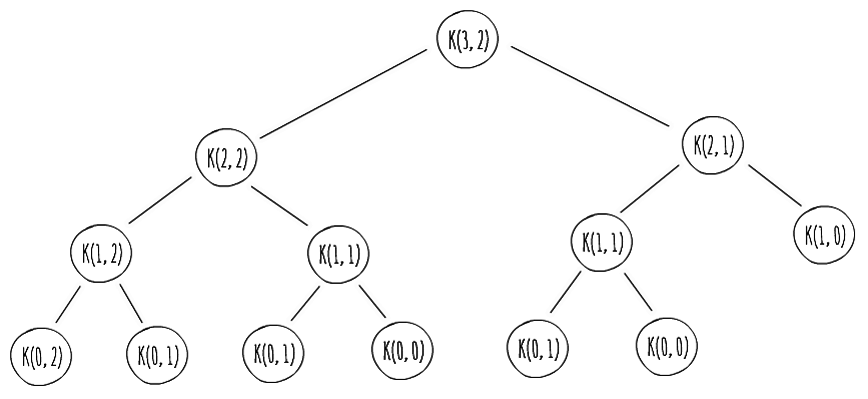 K(3, 2)
K(2, 2)
K(2, 1)
K(1, 2)
K(1, 1)
K(1, 1)
K(1, 0)
K(0, 2)
K(0, 1)
K(0, 1)
K(0, 0)
K(0, 1)
K(0, 0)